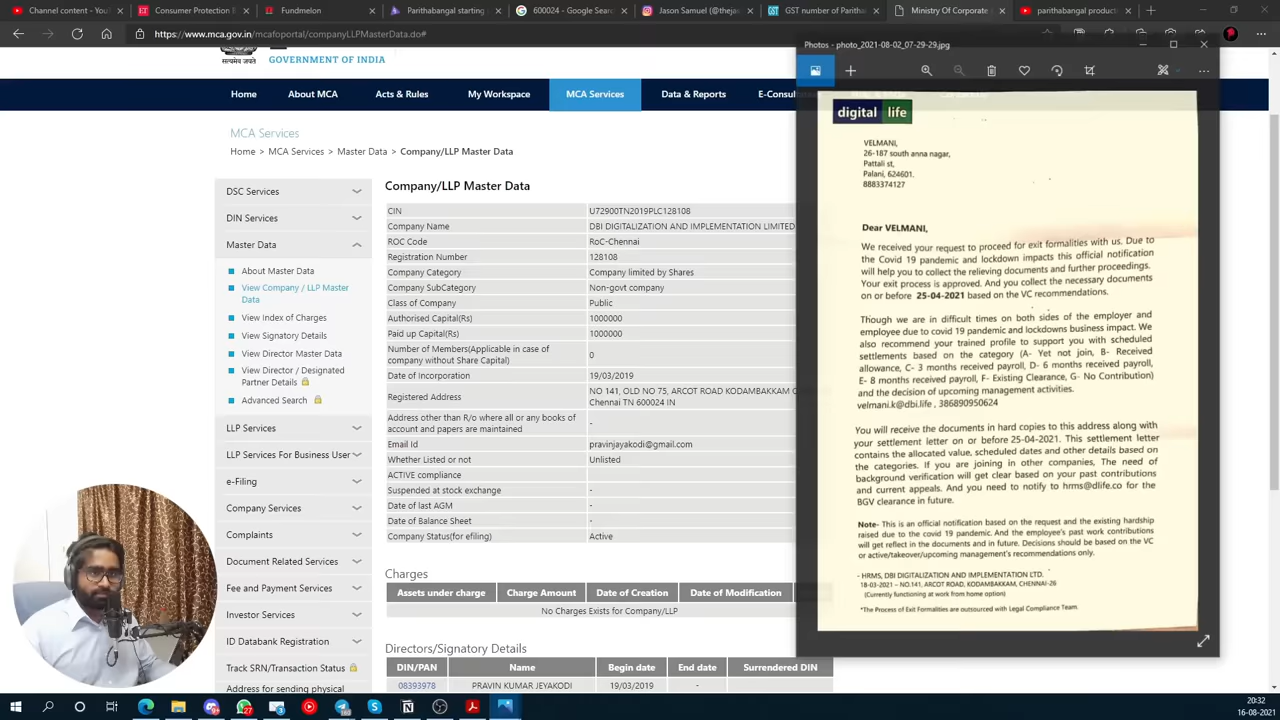 Channel content - You
Consumer Protection R
Fundmelon
Parthabangal starting
600024 - Google Sear
Jason Samuel (@theja
GST number of Paritha
Ministry Of Corporate
parthabangal product
https://www.mca.gov.in/mcafoportal/companyLLPMasterData.do#
सत्यमेव जयते
GOVERNMENT OF INDIA
Home
About MCA
Acts & Rules
My Workspace
MCA Services
Data & Reports
E-Consul
MCA Services
Home > MCA Services > Master Data > Company/LLP Master Data
DSC Services
DIN Services
Master Data
About Master Data
View Company / LLP Master
Data
View Index of Charges
View Signatory Details
View Director Master Data
View Director / Designated
Partner Details
Advanced Search
LLP Services
LLP Services For Business User
e-Filing
Company Services
Complaints
Document Related Services
Fee and Payment Services
Investor Services
ID Databank Registration
Track SRN/Transaction Status
Address for sending physical
Company/LLP Master Data
CIN U72900TN2019PLC128108
Company Name DBI DIGITALIZATION AND IMPLEMENTATION LIMITED
ROC Code RoC-Chennai
Registration Number 128108
Company Category Company limited by Shares
Company SubCategory Non-govt company
Class of Company Public
Authorised Capital(Rs) 1000000
Paid up Capital(Rs) 1000000
Number of Members(Applicable in case of
company without Share Capital) 0
Date of Incorporation 19/03/2019
Registered Address NO 141, OLD NO 75, ARCOT ROAD KODAMBAKKAM
Chennai TN 600024 IN
Address other than R/o where all or any books of
account and papers are maintained -
Email Id pravinjayakodi@gmail.com
Whether Listed or not Unlisted
ACTIVE compliance
Suspended at stock exchange -
Date of last AGM -
Date of Balance Sheet -
Company Status(for efiling) Active
Charges
Assets under charge Charge Amount Date of Creation Date of Modification
No Charges Exists for Company/LLP
Directors/Signatory Details
DIN/PAN Name Begin date End date Surrendered DIN
08393978 PRAVIN KUMAR JEYAKODI 19/03/2019 -
Photos - photo_2021-08-02_07-29-29.jpg
digital life
VELMANI,
26-187 south anna nagar,
Pattali st,
Palani, 624601.
8883374127
Dear VELMANI,
We received your request to proceed for exit formalities with us. Due to
the Covid 19 pandemic and lockdown impacts this official notification
will help you to collect the relieving documents and further proceedings.
Your exit process is approved. And you collect the necessary documents
on or before 25-04-2021 based on the VC recommendations.
Though we are in difficult times on both sides of the employer and
employee due to covid 19 pandemic and lockdowns business impact. We
also recommend your trained profile to support you with scheduled
settlements based on the category (A- Yet not join, B- Received
allowance, C- 3 months received payroll, D- 6 months received payroll,
E- 8 months received payroll, F- Existing Clearance, G- No Contribution)
and the decision of upcoming management activities.
velmani.k@dbi.life , 386890950624
You will receive the documents in hard copies to this address along with
your settlement letter on or before 25-04-2021. This settlement letter
contains the allocated value, scheduled dates and other details based on
the categories. If you are joining in other companies, The need of
background verification will get clear based on your past contributions
and current appeals. And you need to notify to hrms@dlife.co for the
BGV clearance in future.
Note- This is an official notification based on the request and the existing hardship
raised due to the covid 19 pandemic. And the employee's past work contributions
will get reflect in the documents and in future. Decisions should be based on the VC
or active/takeover/upcoming management's recommendations only.
- HRMS, DBI DIGITALIZATION AND IMPLEMENTATION LTD.
18-03-2021 – NO.141, ARCOT ROAD, KODAMBAKKAM, CHENNAI-26
(Currently functioning at work from home option)
*The Process of Exit Formalities are outsourced with Legal Compliance Team.
20:32
16-08-2021